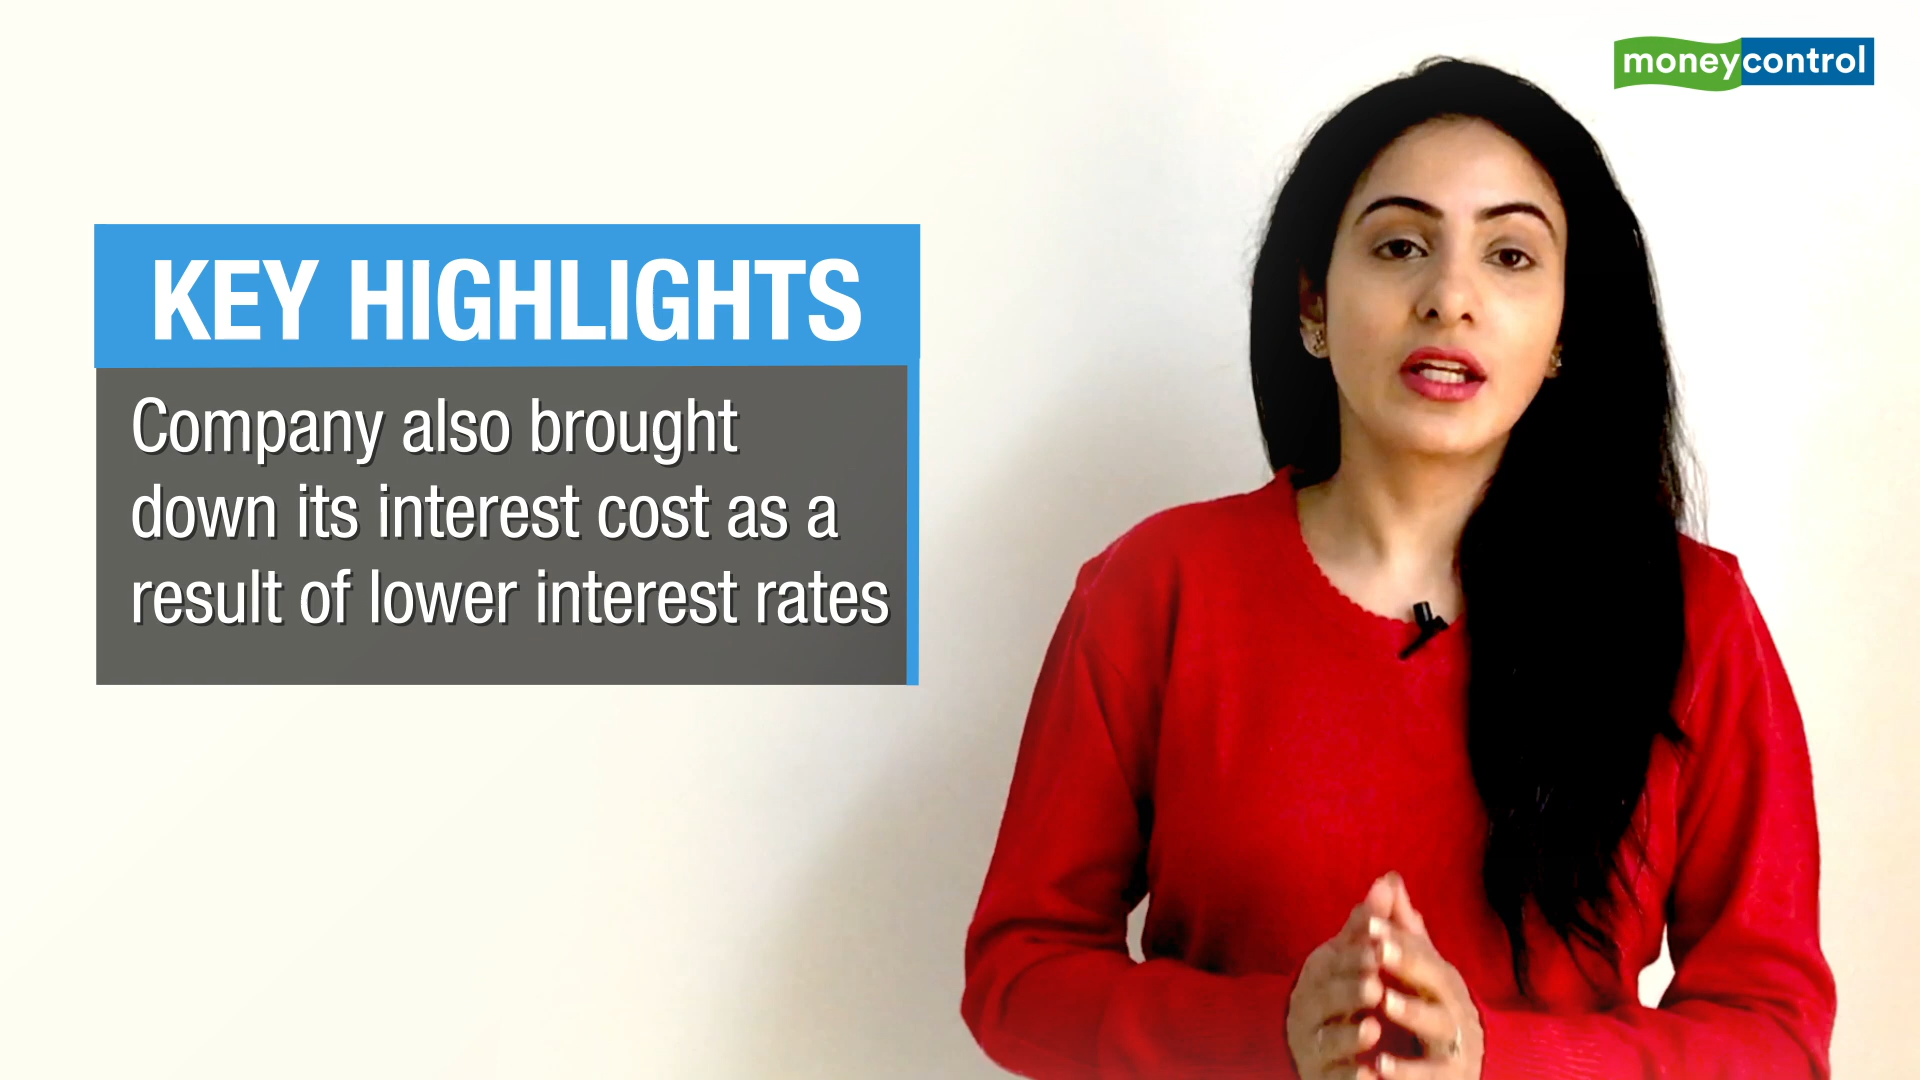 moneycontrol
KEY HIGHLIGHTS
Company also brought
down its interest cost as a
result of lower interest rates